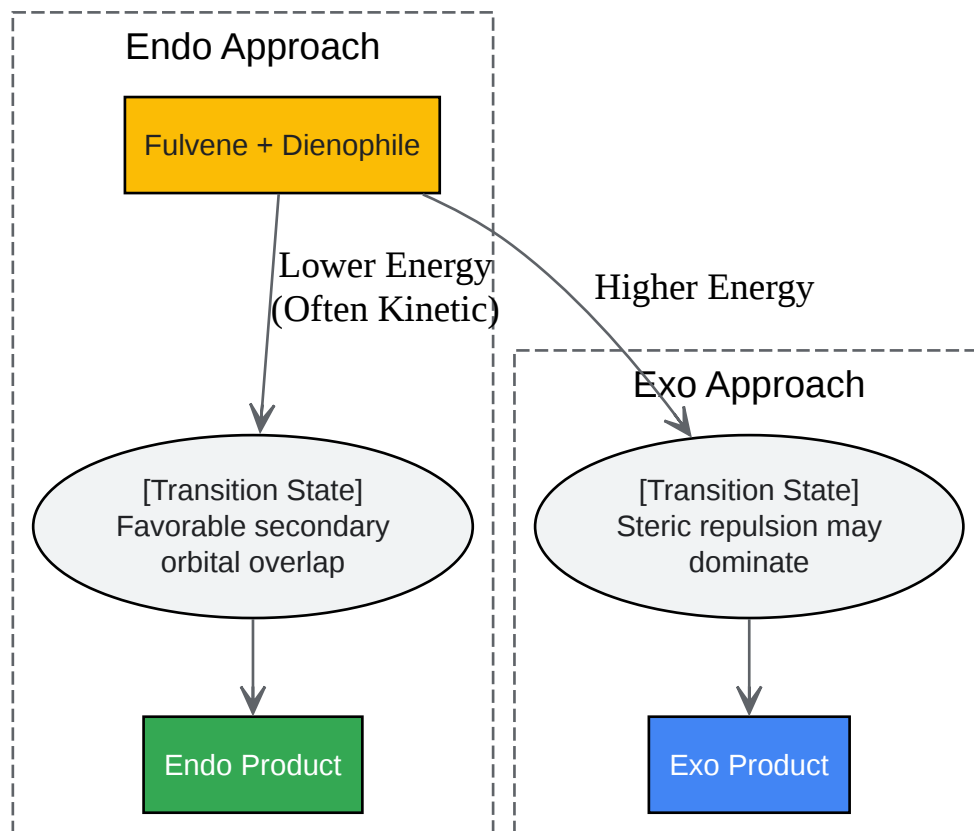 Endo Approach
Fulvene + Dienophile
Lower Energy
(Often Kinetic)
Higher Energy
Exo Approach
[Transition State]
Favorable secondary
orbital overlap
[Transition State]
Steric repulsion may
dominate
Endo Product
Exo Product